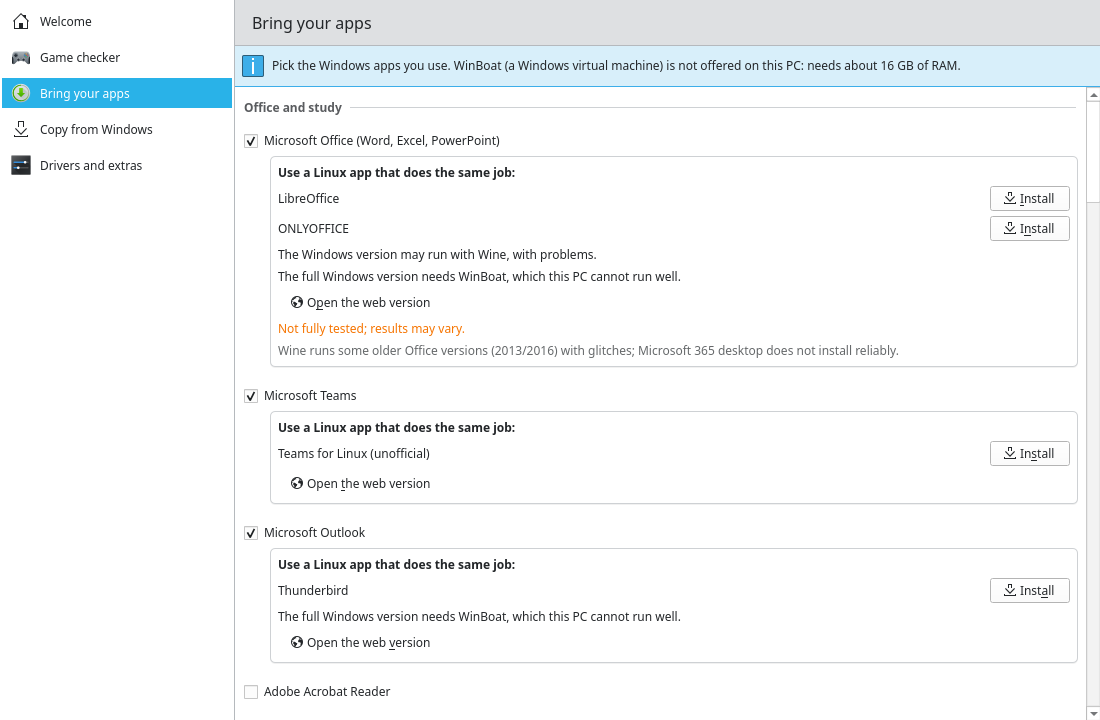 Welcome
Game checker
Bring your apps
Copy from Windows
Drivers and extras
Bring your apps
Pick the Windows apps you use. WinBoat (a Windows virtual machine) is not offered on this PC: needs about 16 GB of RAM.
Office and study
Microsoft Office (Word, Excel, PowerPoint)
Use a Linux app that does the same job:
LibreOffice
Install
ONLYOFFICE
Install
The Windows version may run with Wine, with problems.
The full Windows version needs WinBoat, which this PC cannot run well.
Open the web version
Not fully tested; results may vary.
Wine runs some older Office versions (2013/2016) with glitches; Microsoft 365 desktop does not install reliably.
Microsoft Teams
Use a Linux app that does the same job:
Teams for Linux (unofficial)
Install
Open the web version
Microsoft Outlook
Use a Linux app that does the same job:
Thunderbird
Install
The full Windows version needs WinBoat, which this PC cannot run well.
Open the web version
Adobe Acrobat Reader